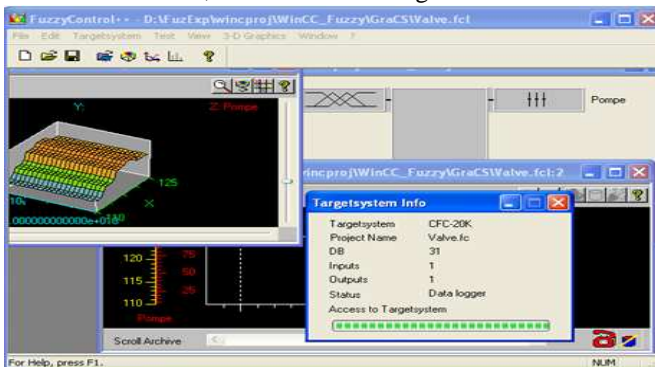 FuzzyControl++ - D:\FuzExp\wincproj\WinCC_Fuzzy\GraCS\Valve.fcl
File Edit Targetsystem Test View 3-D Graphics Window ?
Y:
Z: Pompe
125
X
110
Pompe
wincproj\WinCC_Fuzzy\GraCS\Valve.fcl:2
120
115
110
75
50
25
Pompe
Targetsystem Info
Targetsystem CFC-20K
Project Name Valve.fc
DB 31
Inputs 1
Outputs 1
Status Data logger
Access to Targetsystem
Scroll Archive
For Help, press F1.
NUM